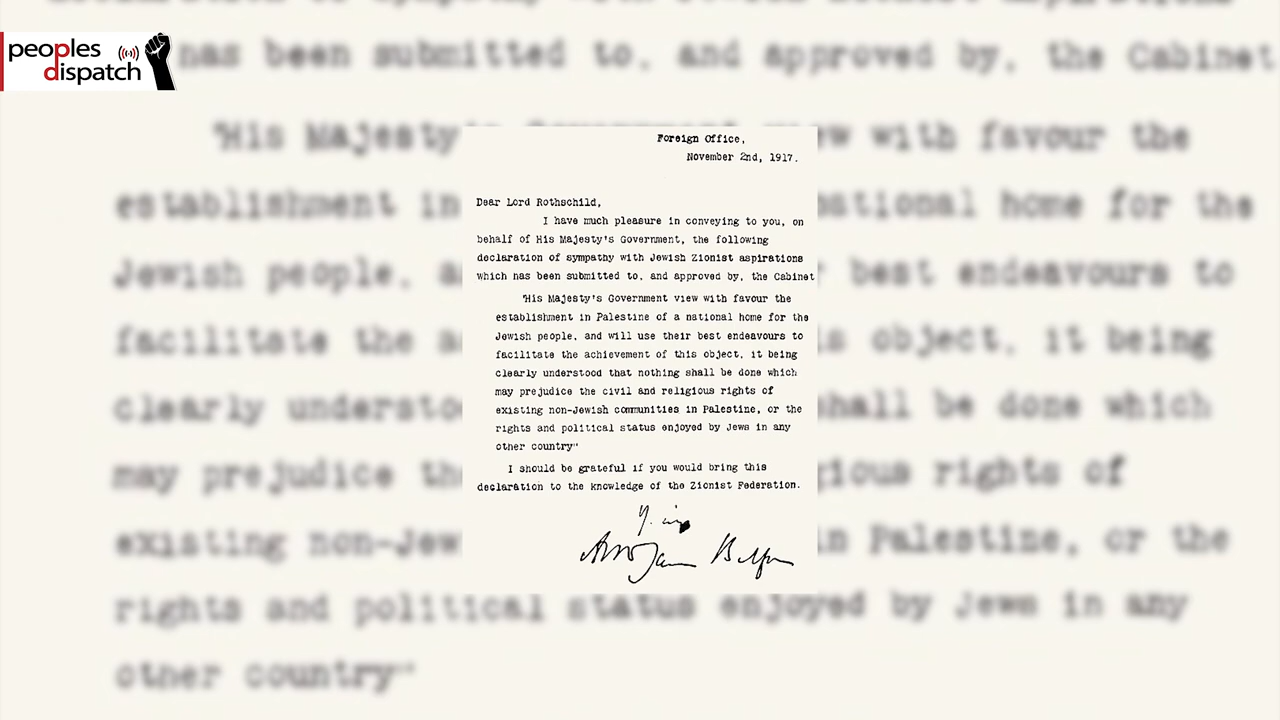 peoples
dispatch
has been submitted to, and approved by, the Cabinet
Foreign Office,
November 2nd, 1917.
Dear Lord Rothschild,
I have much pleasure in conveying to you, on
behalf of His Majesty's Government, the following
declaration of sympathy with Jewish Zionist aspirations
which has been submitted to, and approved by, the Cabinet
"His Majesty's Government view with favour the
establishment in Palestine of a national home for the
Jewish people, and will use their best endeavours to
facilitate the achievement of this object, it being
clearly understood that nothing shall be done which
may prejudice the civil and religious rights of
existing non-Jewish communities in Palestine, or the
rights and political status enjoyed by Jews in any
other country"
I should be grateful if you would bring this
declaration to the knowledge of the Zionist Federation.